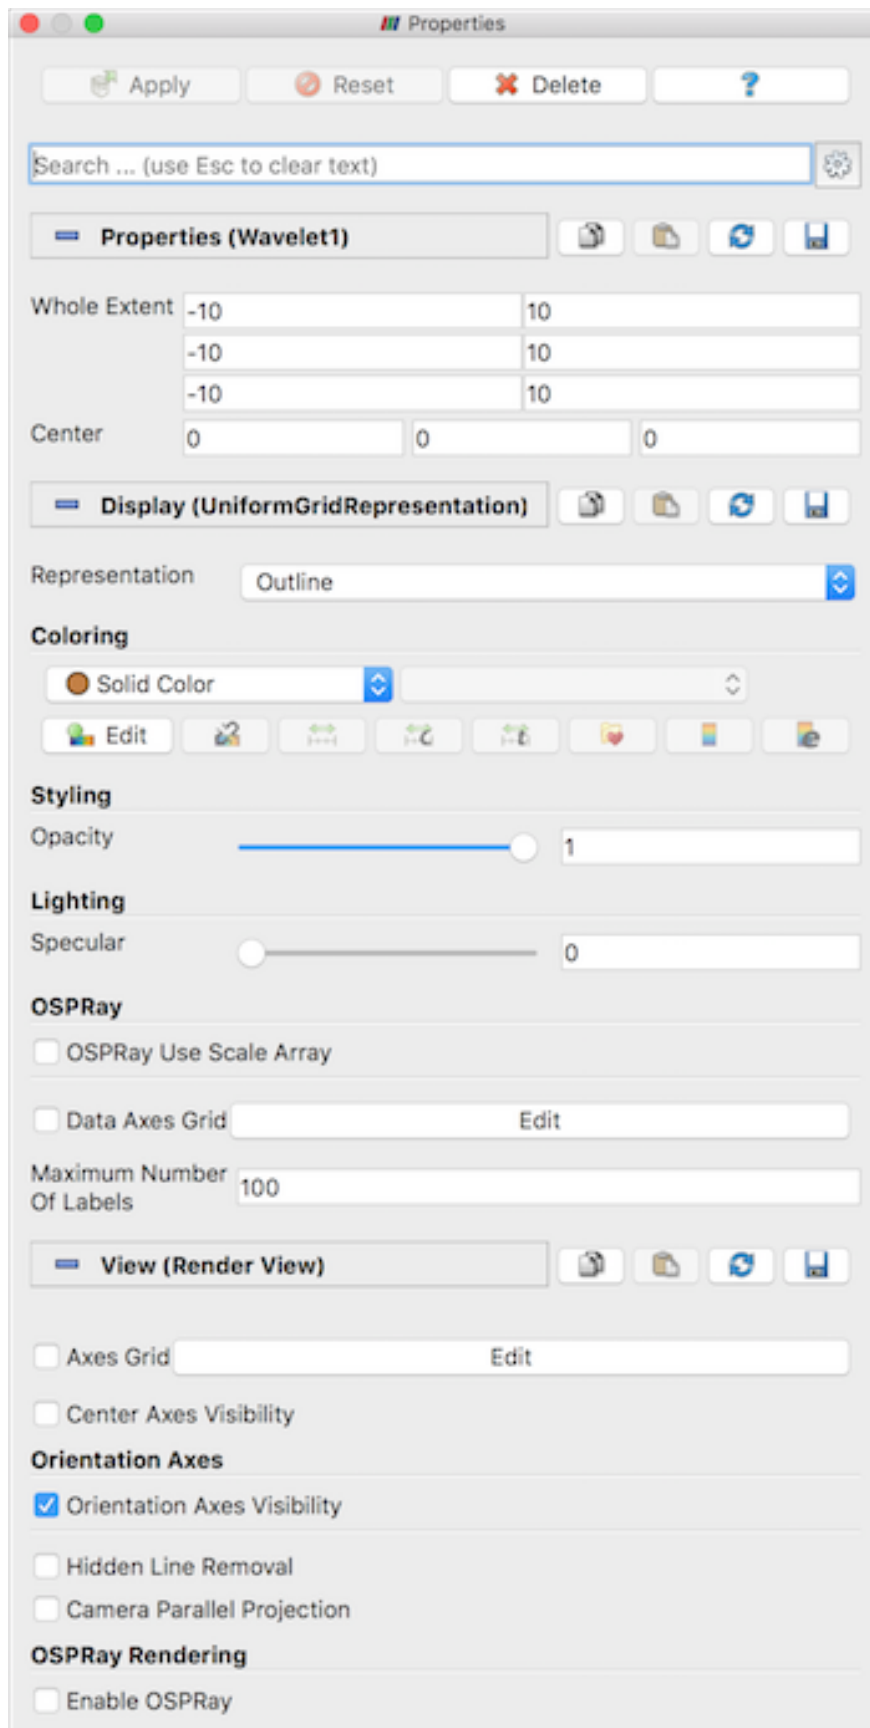 Properties
Apply Reset Delete ?
Search ... (use Esc to clear text)
Properties (Wavelet1)
Whole Extent -10 10
-10 10
-10 10
Center 0 0 0
Display (UniformGridRepresentation)
Representation Outline
Coloring
Solid Color
Edit
Styling
Opacity 1
Lighting
Specular 0
OSPRay
OSPRay Use Scale Array
Data Axes Grid Edit
Maximum Number
Of Labels 100
View (Render View)
Axes Grid Edit
Center Axes Visibility
Orientation Axes
Orientation Axes Visibility
Hidden Line Removal
Camera Parallel Projection
OSPRay Rendering
Enable OSPRay